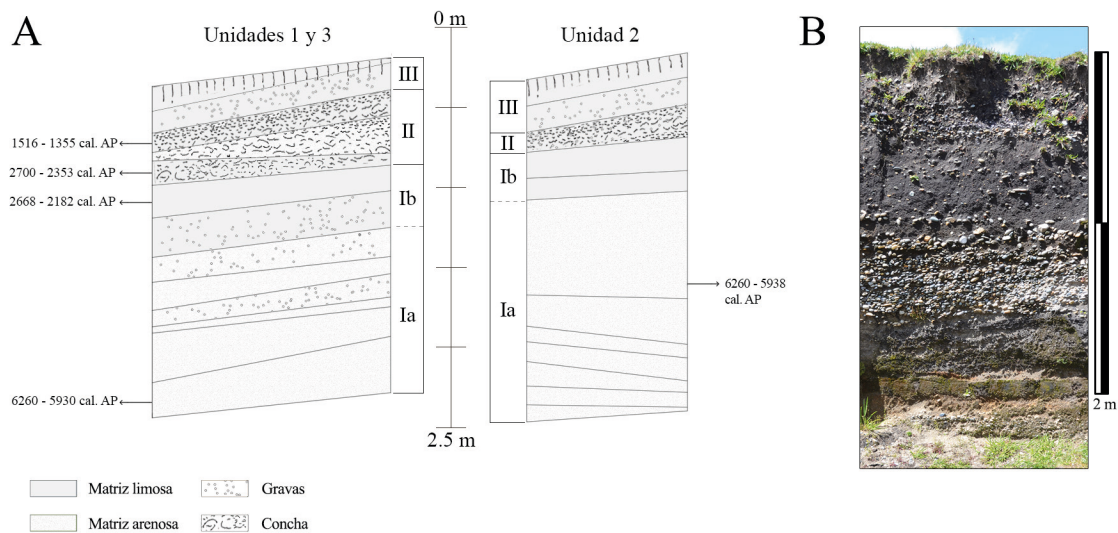 A
Unidades 1 y 3
0 m
Unidad 2
B
III
II
Ib
Ia
1516 - 1355 cal. AP
2700 - 2353 cal. AP
2668 - 2182 cal. AP
6260 - 5930 cal. AP
2.5 m
III
II
Ib
Ia
6260 - 5938
cal. AP
2 m
Matriz limosa
Gravas
Matriz arenosa
Concha